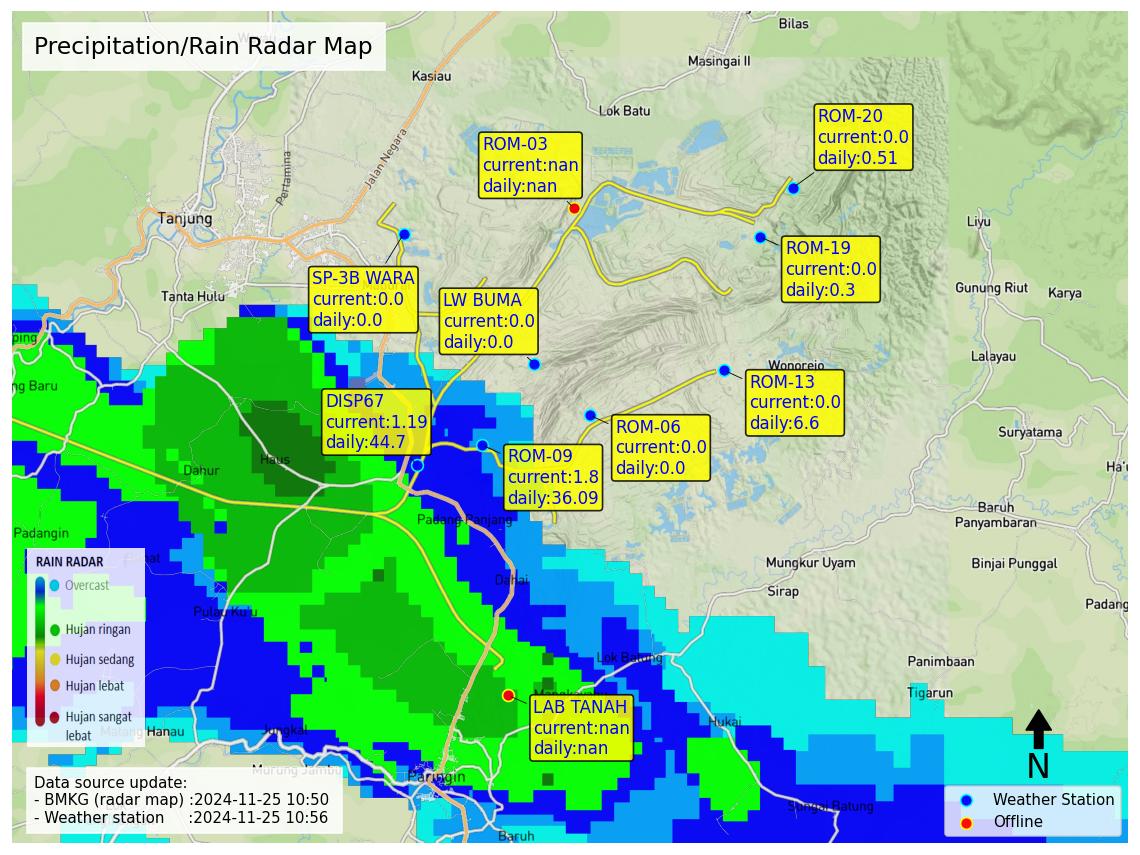 Precipitation/Rain Radar Map
Bilas
Masingai II
Kasiau
Lok Batu
Jalan Negara
Pertamina
Tanjung
Tanta Hulu
Liyu
Gunung Riut
Karya
Lalayau
Wonorejo
Suryatama
Baruh
Panyambaran
Binjai Punggal
Mungkur Uyam
Sirap
Panimbaan
Tigarun
Padang
Ha'u
ROM-20
current:0.0
daily:0.51
ROM-03
current:nan
daily:nan
ROM-19
current:0.0
daily:0.3
SP-3B WARA
current:0.0
daily:0.0
LW BUMA
current:0.0
daily:0.0
ROM-13
current:0.0
daily:6.6
DISP67
current:1.19
daily:44.7
ROM-06
current:0.0
daily:0.0
ROM-09
current:1.8
daily:36.09
LAB TANAH
current:nan
daily:nan
ping
ng Baru
Haus
Dahur
Padangin
Padang Panjang
Dahai
Lok Batung
Hukai
Jungkal
Murung Jambu
Paringin
Baruh
Sungai Batung
RAIN RADAR
Overcast
Hujan ringan
Hujan sedang
Hujan lebat
Hujan sangat
lebat
Data source update:
- BMKG (radar map) :2024-11-25 10:50
- Weather station :2024-11-25 10:56
N
Weather Station
Offline